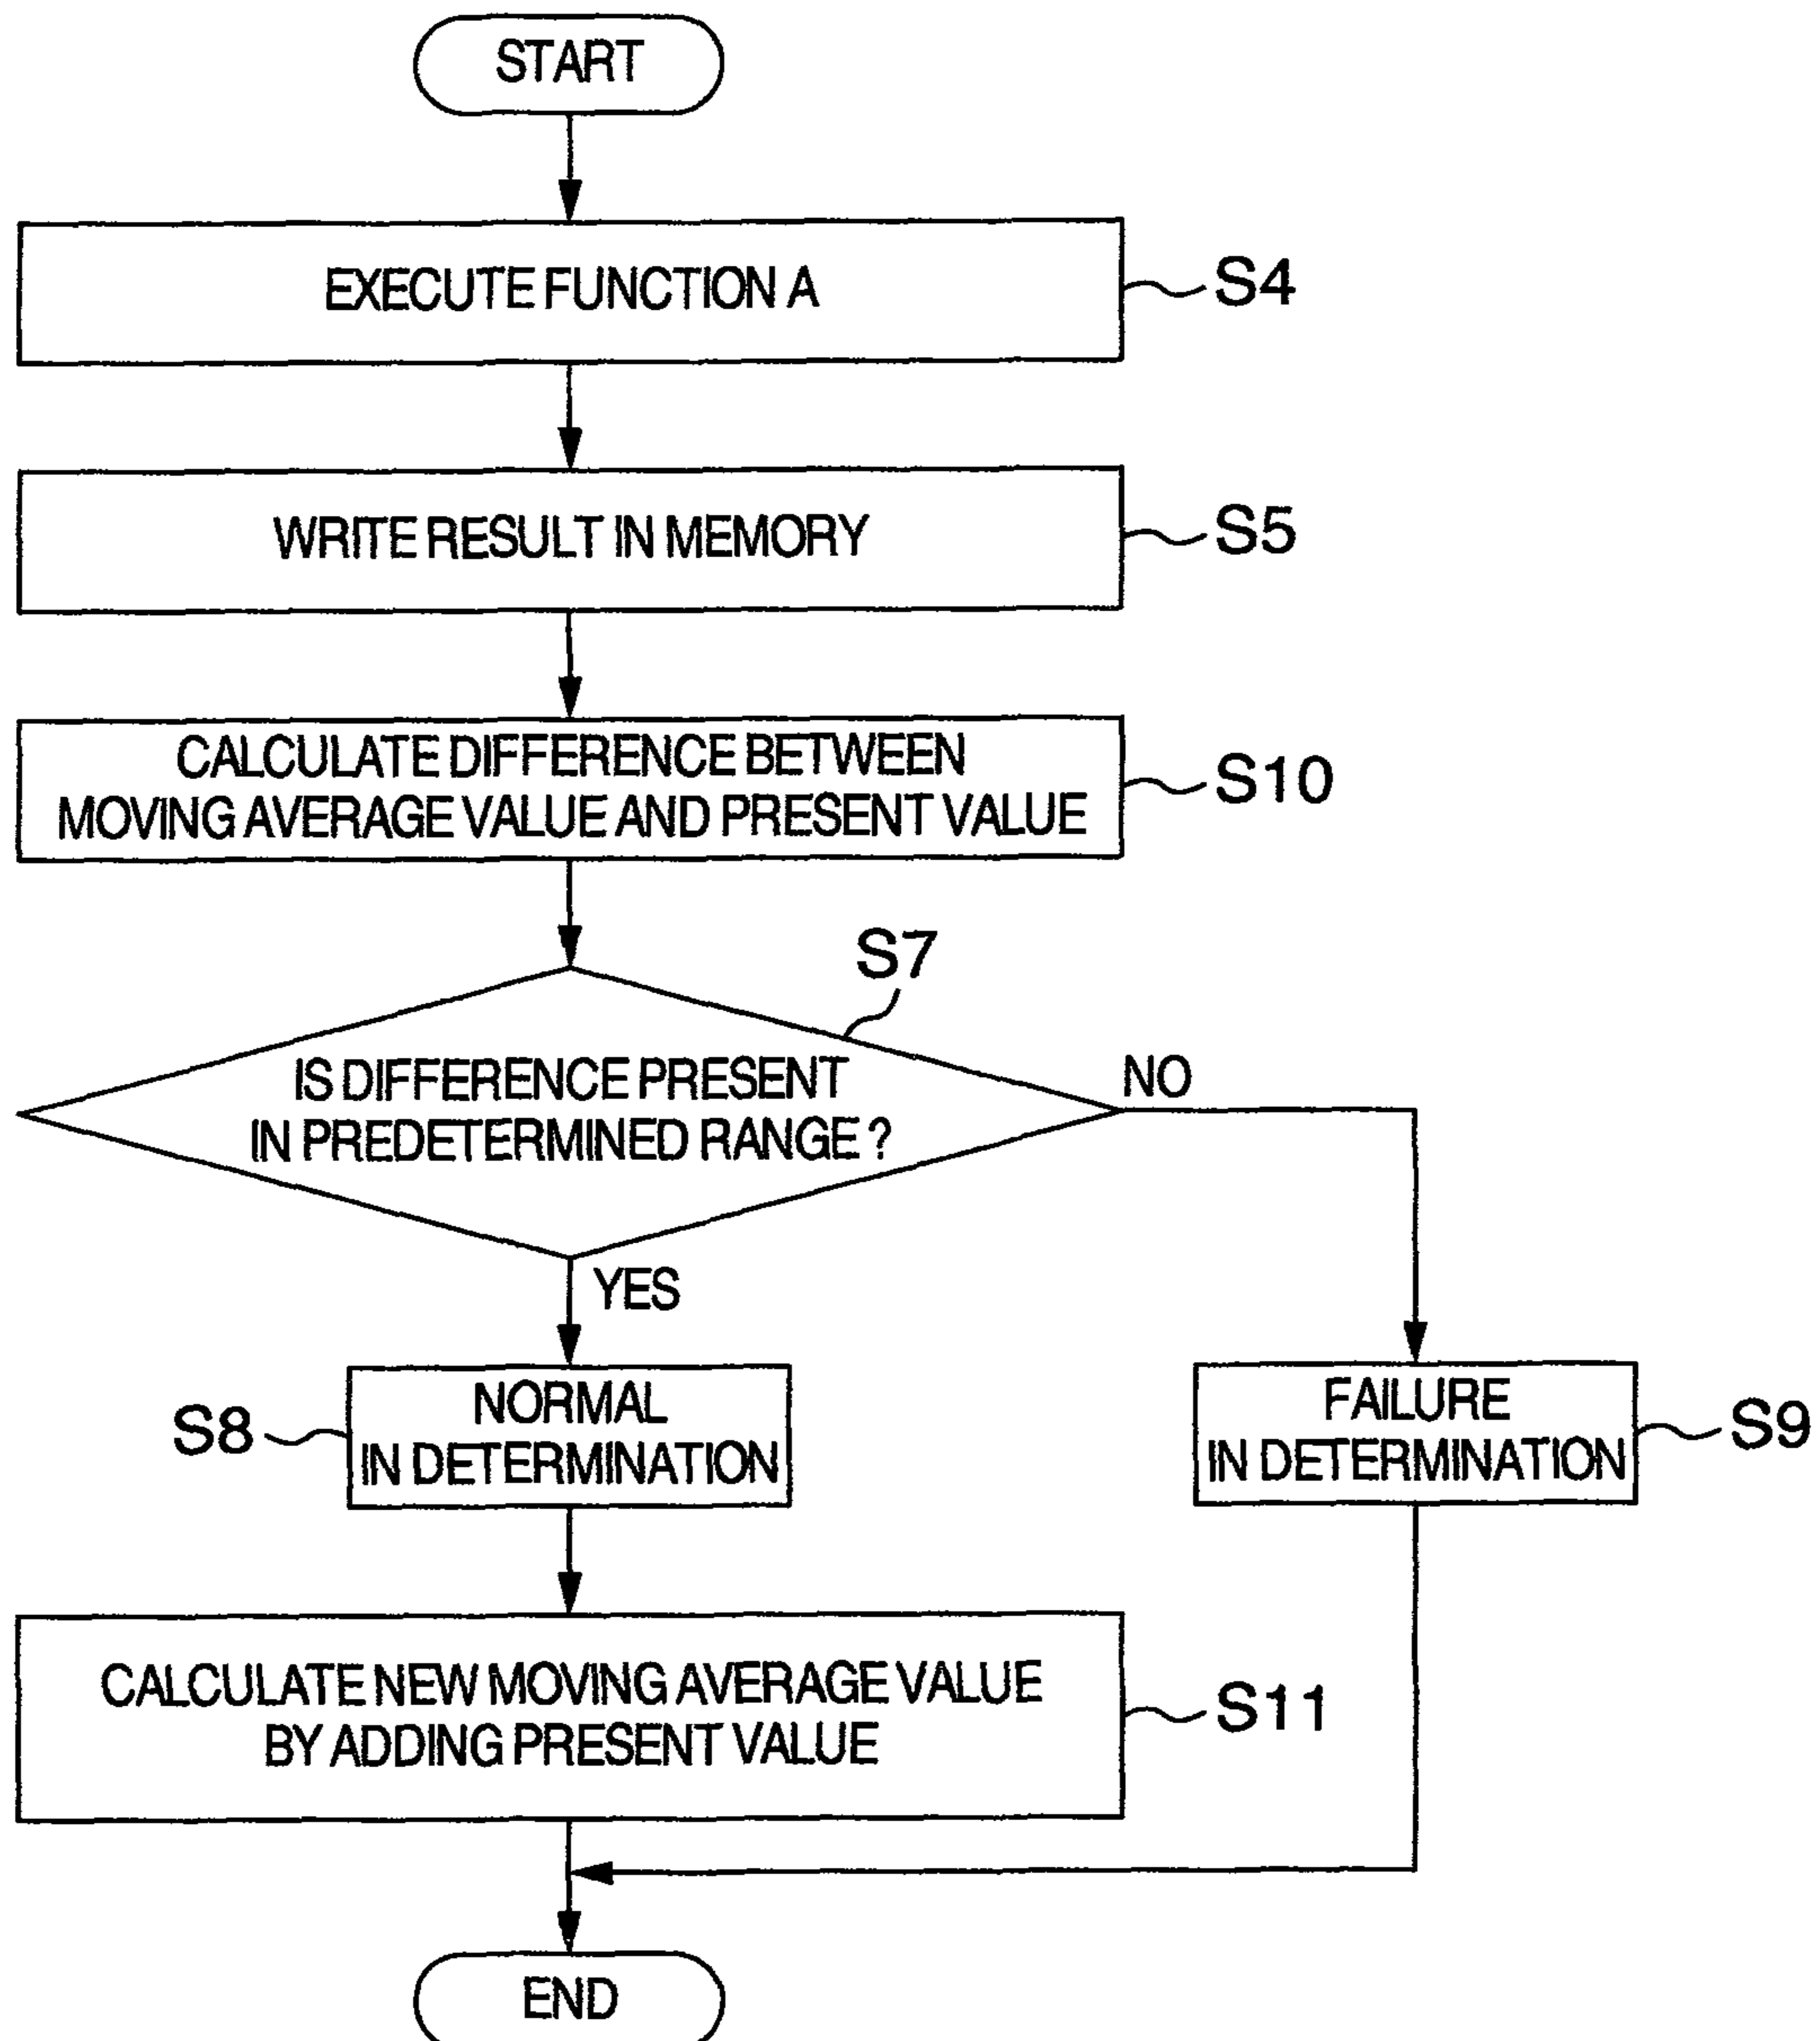 START
EXECUTE FUNCTION A
S4
WRITE RESULT IN MEMORY
S5
CALCULATE DIFFERENCE BETWEEN
MOVING AVERAGE VALUE AND PRESENT VALUE
S10
S7
IS DIFFERENCE PRESENT
IN PREDETERMINED RANGE ?
NO
YES
S8
NORMAL
IN DETERMINATION
FAILURE
IN DETERMINATION
S9
CALCULATE NEW MOVING AVERAGE VALUE
BY ADDING PRESENT VALUE
S11
END